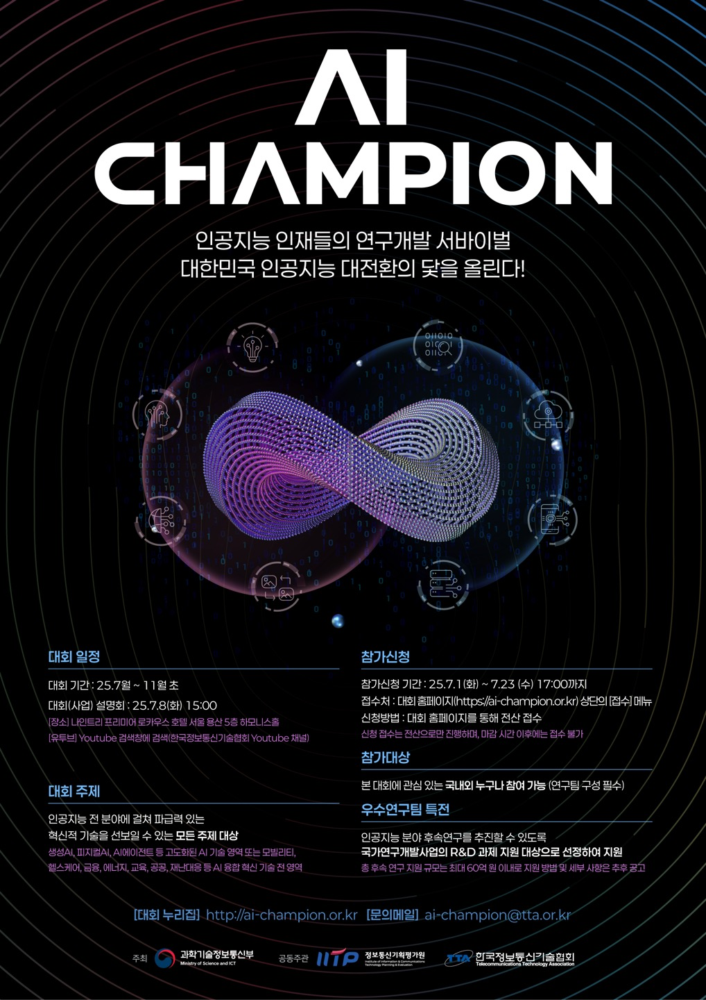 AI
CHAMPION
인공지능 인재들의 연구개발 서바이벌
대한민국 인공지능 대전환의 닻을 올린다!
대회 일정
대회 기간 : 25.7월 ~ 11월 초
대회(사업) 설명회 : 25.7.8(화) 15:00
[장소] 나인트리 프리미어 로카우스 호텔 서울 용산 5층 하모니스홀
[유투브] Youtube 검색창에 검색(한국정보통신기술협회 Youtube 채널)
대회 주제
인공지능 전 분야에 걸쳐 파급력 있는
혁신적 기술을 선보일 수 있는 모든 주제 대상
생성AI, 피지컬AI, AI에이전트 등 고도화된 AI 기술 영역 또는 모빌리티,
헬스케어, 금융, 에너지, 교육, 공공, 재난대응 등 AI 융합 혁신 기술 전 영역
참가신청
참가신청 기간 : 25.7.1(화) ~ 7.23 (수) 17:00까지
접수처 : 대회 홈페이지(https://ai-champion.or.kr) 상단의 [접수] 메뉴
신청방법 : 대회 홈페이지를 통해 전산 접수
신청 접수는 전산으로만 진행하며, 마감 시간 이후에는 접수 불가
참가대상
본 대회에 관심 있는 국내외 누구나 참여 가능 (연구팀 구성 필수)
우수연구팀 특전
인공지능 분야 후속연구를 추진할 수 있도록
국가연구개발사업의 R&D 과제 지원 대상으로 선정하여 지원
총 후속 연구 지원 규모는 최대 60억 원 이내로 지원 방법 및 세부 사항은 추후 공고
[대회 누리집] http://ai-champion.or.kr [문의메일] ai-champion@tta.or.kr
주최 과학기술정보통신부
Ministry of Science and ICT
공동주관 IITP 정보통신기획평가원
Institute of Information & Communications
Technology Planning & Evaluation
TTA 한국정보통신기술협회
Telecommunications Technology Association